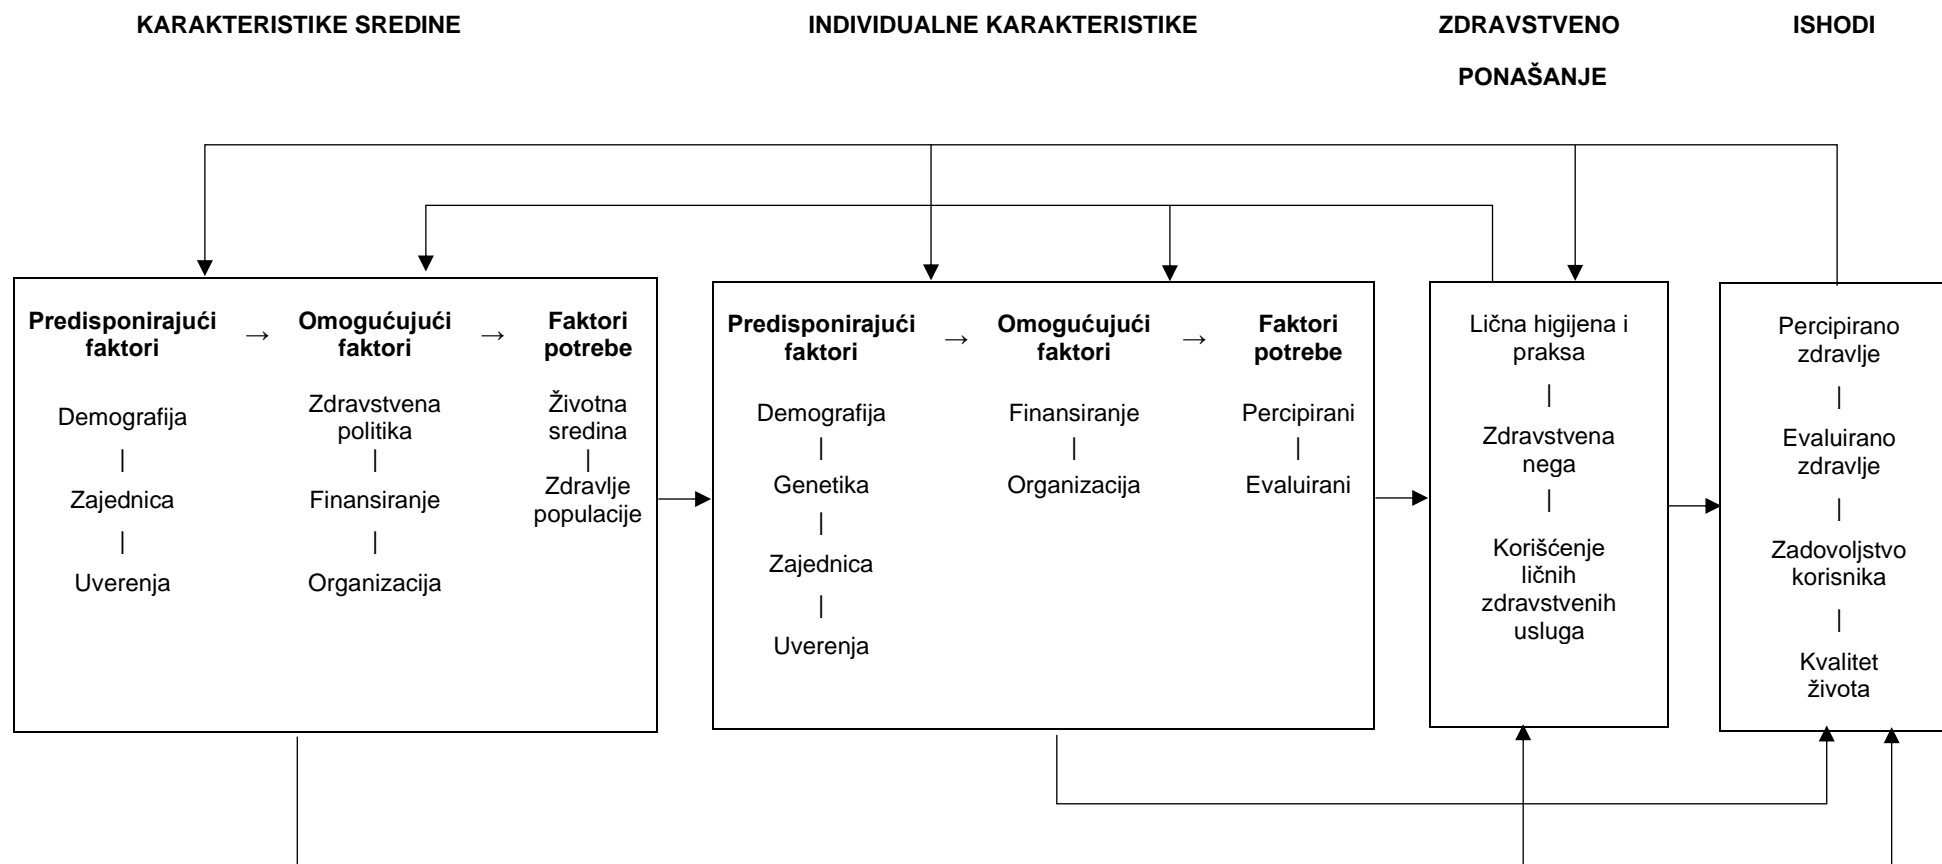 KARAKTERISTIKE SREDINE
INDIVIDUALNE KARAKTERISTIKE
ZDRAVSTVENO
PONAŠANJE
ISHODI
Predisponirajući
faktori
→
Omogućujući
faktori
→
Faktori
potrebe
Demografija
|
Zajednica
|
Uverenja
Zdravstvena
politika
|
Finansiranje
|
Organizacija
Životna
sredina
|
Zdravlje
populacije
Predisponirajući
faktori
→
Omogućujući
faktori
→
Faktori
potrebe
Demografija
|
Genetika
|
Zajednica
|
Uverenja
Finansiranje
|
Organizacija
Percipirani
|
Evaluirani
Lična higijena i
praksa
|
Zdravstvena
nega
|
Korišćenje
ličnih
zdravstvenih
usluga
Percipirano
zdravlje
|
Evaluirano
zdravlje
|
Zadovoljstvo
korisnika
|
Kvalitet
života